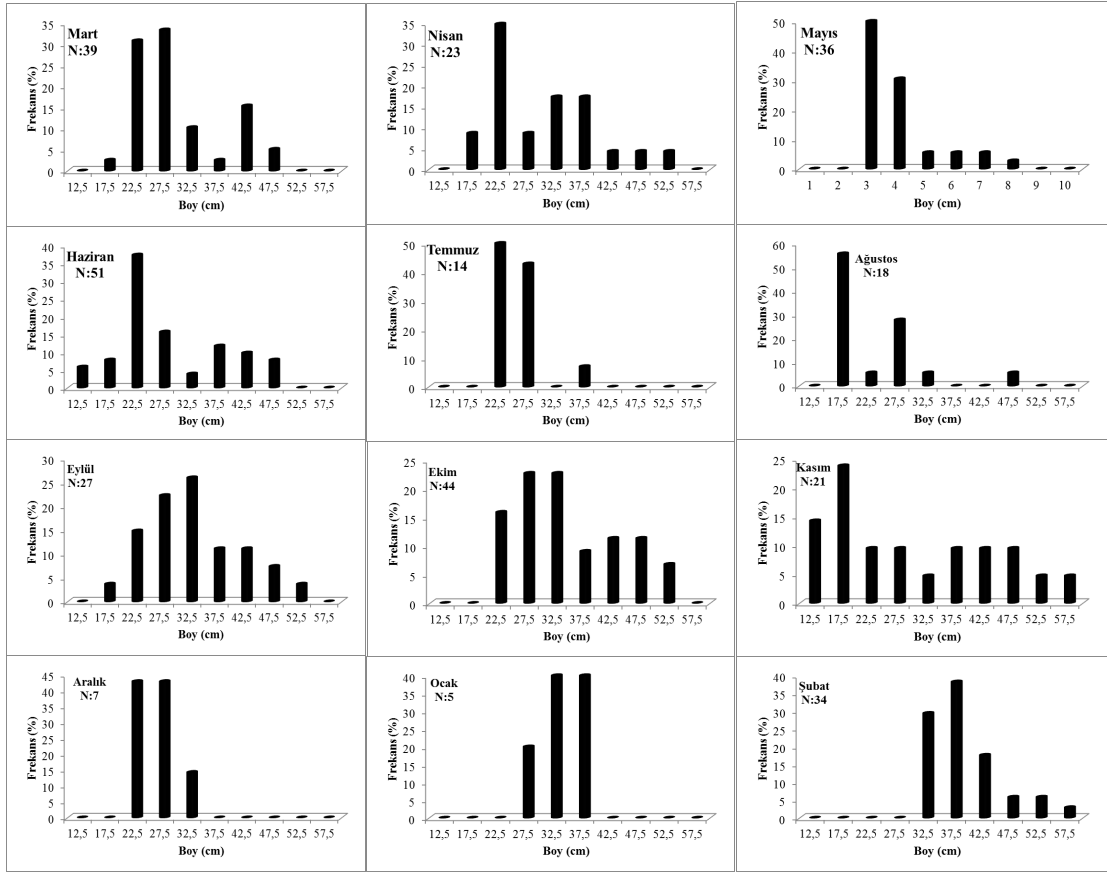 Mart
N:39
Frekans (%)
35
30
25
20
15
10
5
0
12,5 17,5 22,5 27,5 32,5 37,5 42,5 47,5 52,5 57,5
Boy (cm)
Nisan
N:23
Frekans (%)
35
30
25
20
15
10
5
0
12,5 17,5 22,5 27,5 32,5 37,5 42,5 47,5 52,5 57,5
Boy (cm)
Mayıs
N:36
Frekans (%)
50
40
30
20
10
0
1 2 3 4 5 6 7 8 9 10
Boy (cm)
Haziran
N:51
Frekans (%)
40
35
30
25
20
15
10
5
0
12,5 17,5 22,5 27,5 32,5 37,5 42,5 47,5 52,5 57,5
Boy (cm)
Temmuz
N:14
Frekans (%)
50
40
30
20
10
0
12,5 17,5 22,5 27,5 32,5 37,5 42,5 47,5 52,5 57,5
Boy (cm)
Ağustos
N:18
Frekans (%)
60
50
40
30
20
10
0
12,5 17,5 22,5 27,5 32,5 37,5 42,5 47,5 52,5 57,5
Boy (cm)
Eylül
N:27
Frekans (%)
30
25
20
15
10
5
0
12,5 17,5 22,5 27,5 32,5 37,5 42,5 47,5 52,5 57,5
Boy (cm)
Ekim
N:44
Frekans (%)
25
20
15
10
5
0
12,5 17,5 22,5 27,5 32,5 37,5 42,5 47,5 52,5 57,5
Boy (cm)
Kasım
N:21
Frekans (%)
25
20
15
10
5
0
12,5 17,5 22,5 27,5 32,5 37,5 42,5 47,5 52,5 57,5
Boy (cm)
Aralık
N:7
Frekans (%)
45
40
35
30
25
20
15
10
5
0
12,5 17,5 22,5 27,5 32,5 37,5 42,5 47,5 52,5 57,5
Boy (cm)
Ocak
N:5
Frekans (%)
40
35
30
25
20
15
10
5
0
12,5 17,5 22,5 27,5 32,5 37,5 42,5 47,5 52,5 57,5
Boy (cm)
Şubat
N:34
Frekans (%)
40
35
30
25
20
15
10
5
0
12,5 17,5 22,5 27,5 32,5 37,5 42,5 47,5 52,5 57,5
Boy (cm)